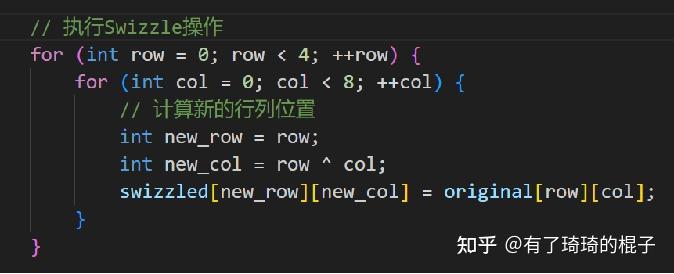 // 执行Swizzle操作
for (int row = 0; row < 4; ++row) {
    for (int col = 0; col < 8; ++col) {
        // 计算新的行列位置
        int new_row = row;
        int new_col = row ^ col;
        swizzled[new_row][new_col] = original[row][col];
    }
}
知乎 @有了琦琦的棍子